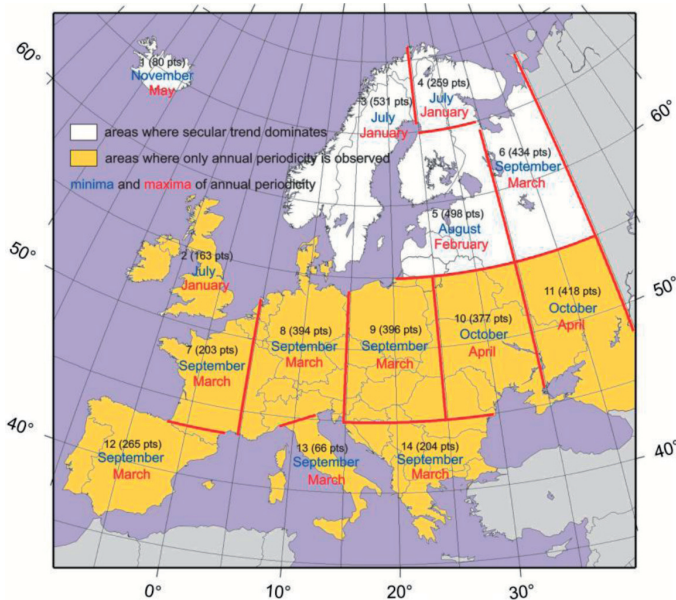 60°
1 (80 pts)
November
May
4 (259 pts)
July
January
3 (531 pts)
July
January
60°
areas where secular trend dominates
areas where only annual periodicity is observed
minima and maxima of annual periodicity
6 (434 pts)
September
March
5 (498 pts)
August
February
50°
2 (163 pts)
July
January
50°
11 (418 pts)
October
April
10 (377 pts)
October
April
8 (394 pts)
September
March
9 (396 pts)
September
March
7 (203 pts)
September
March
40°
12 (265 pts)
September
March
13 (66 pts)
September
March
14 (204 pts)
September
March
40°
0°
10°
20°
30°